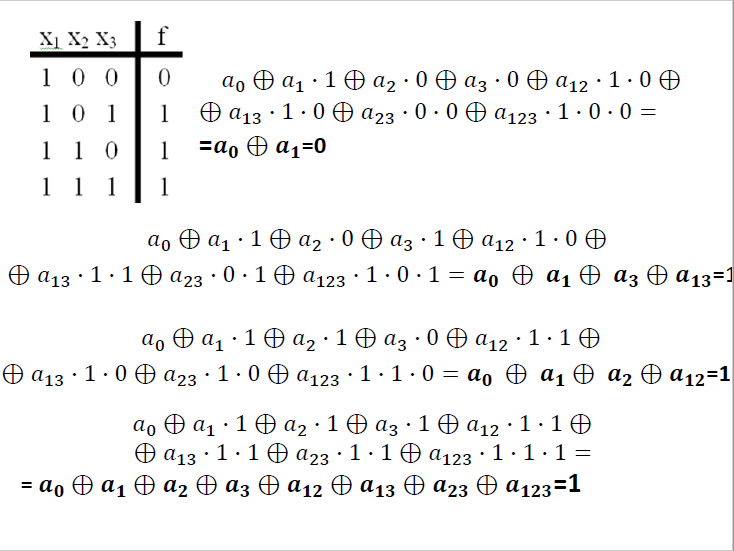 x₁ x₂ x₃ f
1 0 0 0
1 0 1 1
1 1 0 1
1 1 1 1
a₀ ⊕ a₁ · 1 ⊕ a₂ · 0 ⊕ a₃ · 0 ⊕ a₁₂ · 1 · 0 ⊕
⊕ a₁₃ · 1 · 0 ⊕ a₂₃ · 0 · 0 ⊕ a₁₂₃ · 1 · 0 · 0 =
=a₀ ⊕ a₁=0
a₀ ⊕ a₁ · 1 ⊕ a₂ · 0 ⊕ a₃ · 1 ⊕ a₁₂ · 1 · 0 ⊕
⊕ a₁₃ · 1 · 1 ⊕ a₂₃ · 0 · 1 ⊕ a₁₂₃ · 1 · 0 · 1 = a₀ ⊕ a₁ ⊕ a₃ ⊕ a₁₃=1
a₀ ⊕ a₁ · 1 ⊕ a₂ · 1 ⊕ a₃ · 0 ⊕ a₁₂ · 1 · 1 ⊕
⊕ a₁₃ · 1 · 0 ⊕ a₂₃ · 1 · 0 ⊕ a₁₂₃ · 1 · 1 · 0 = a₀ ⊕ a₁ ⊕ a₂ ⊕ a₁₂=1
a₀ ⊕ a₁ · 1 ⊕ a₂ · 1 ⊕ a₃ · 1 ⊕ a₁₂ · 1 · 1 ⊕
⊕ a₁₃ · 1 · 1 ⊕ a₂₃ · 1 · 1 ⊕ a₁₂₃ · 1 · 1 · 1 =
= a₀ ⊕ a₁ ⊕ a₂ ⊕ a₃ ⊕ a₁₂ ⊕ a₁₃ ⊕ a₂₃ ⊕ a₁₂₃=1